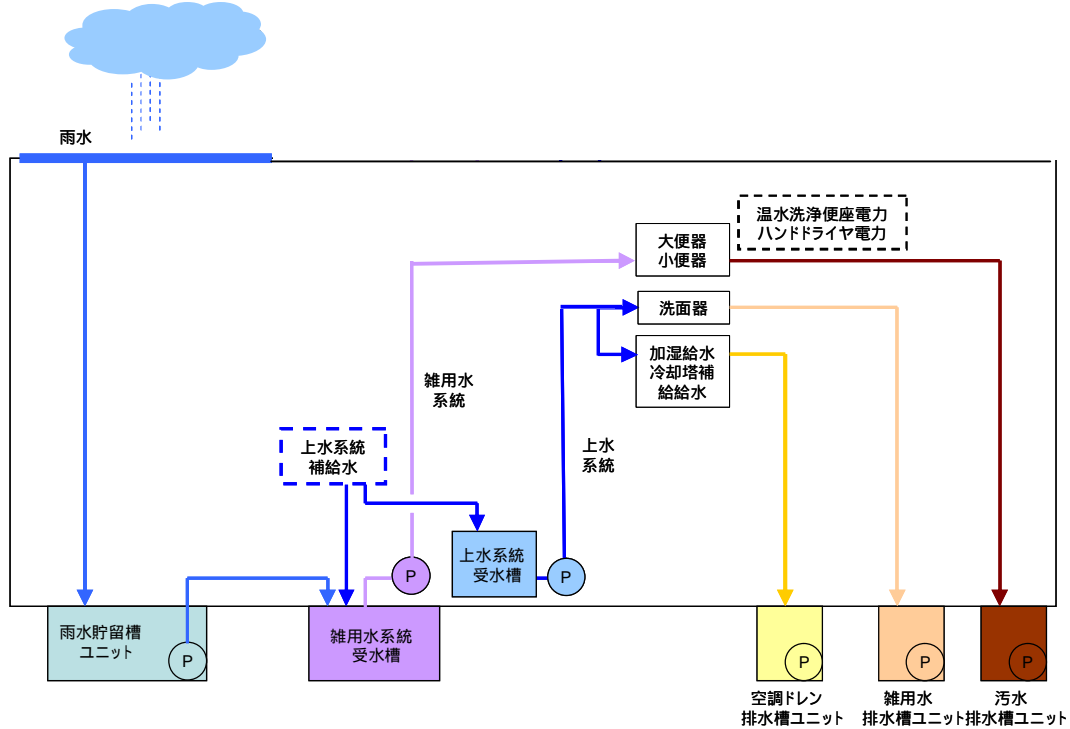 雨水
温水洗浄便座電力
ハンドドライヤ電力
大便器
小便器
洗面器
加湿給水
冷却塔補
給給水
雑用水
系統
上水
系統
上水系統
補給水
上水系統
受水槽
P
P
雨水貯留槽
ユニット
P
雑用水系統
受水槽
P
P
P
空調ドレン
排水槽ユニット
雑用水
排水槽ユニット
汚水
排水槽ユニット